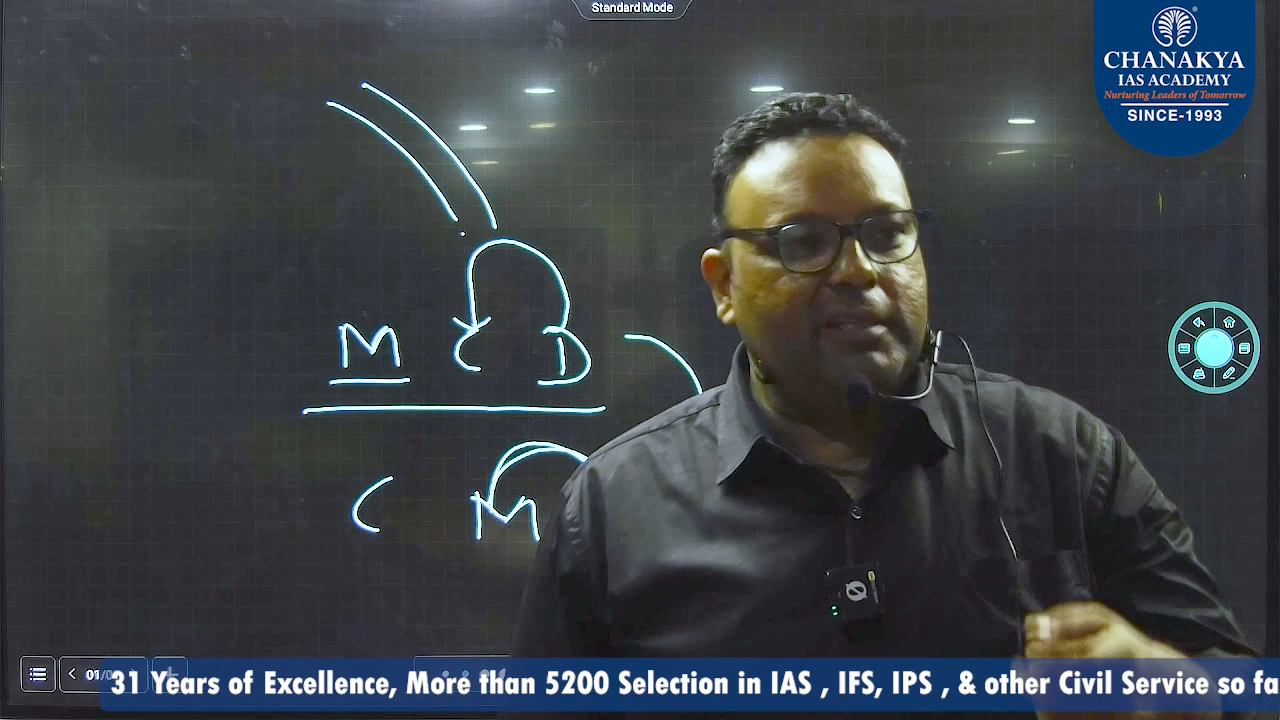 Standard Mode
CHANAKYA
IAS ACADEMY
Nurturing Leaders of Tomorrow
SINCE-1993
M C D
C M
31 Years of Excellence, More than 5200 Selection in IAS , IFS, IPS , & other Civil Service so fa